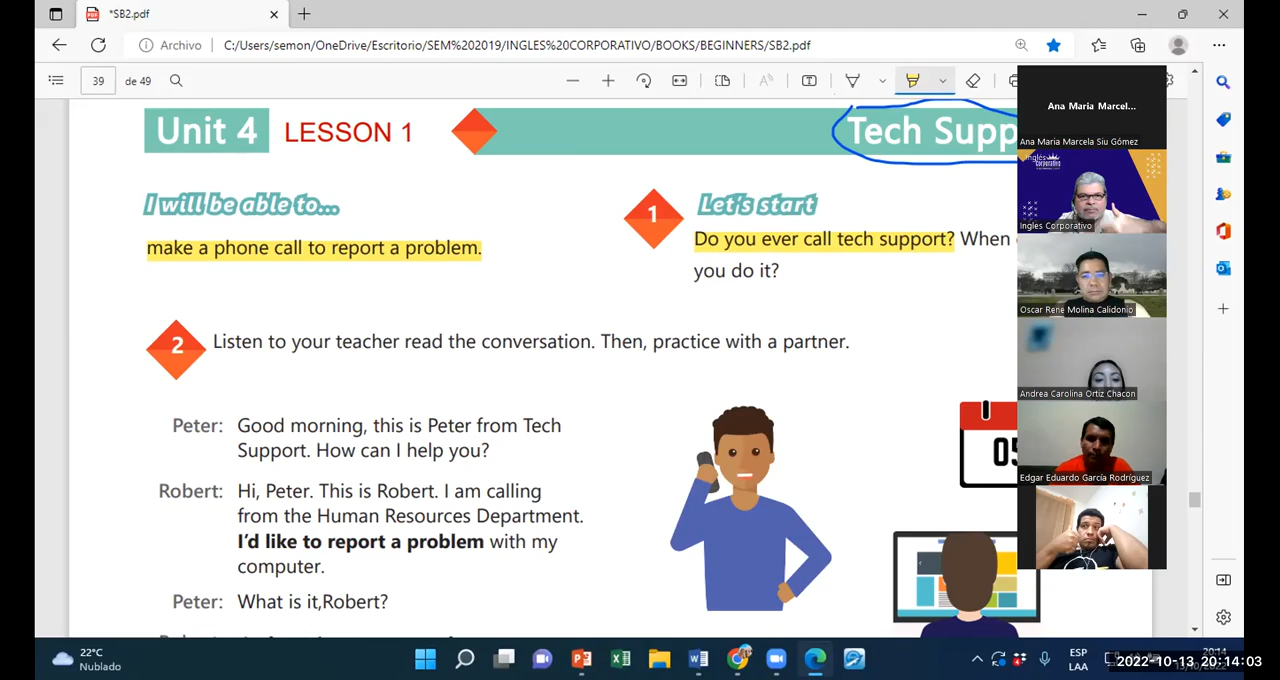 *SB2.pdf
Archivo
C:/Users/semon/OneDrive/Escritorio/SEM%202019/INGLES%20CORPORATIVO/BOOKS/BEGINNERS/SB2.pdf
39
de 49
Unit 4
LESSON 1
Tech Supp
I will be able to...
make a phone call to report a problem.
1
Let's start
Do you ever call tech support? When
you do it?
2
Listen to your teacher read the conversation. Then, practice with a partner.
Peter: Good morning, this is Peter from Tech
Support. How can I help you?
Robert: Hi, Peter. This is Robert. I am calling
from the Human Resources Department.
I'd like to report a problem with my
computer.
Peter: What is it,Robert?
05
Ana Maria Marcel...
Ana Maria Marcela Siu Gómez
Inglés
Corporativo
Ingles Corporativo
Oscar Rene Molina Calidonio
Andrea Carolina Ortiz Chacon
Edgar Eduardo García Rodríguez
22°C
Nublado
ESP
LAA
20:14
2022-10-13 20:14:03